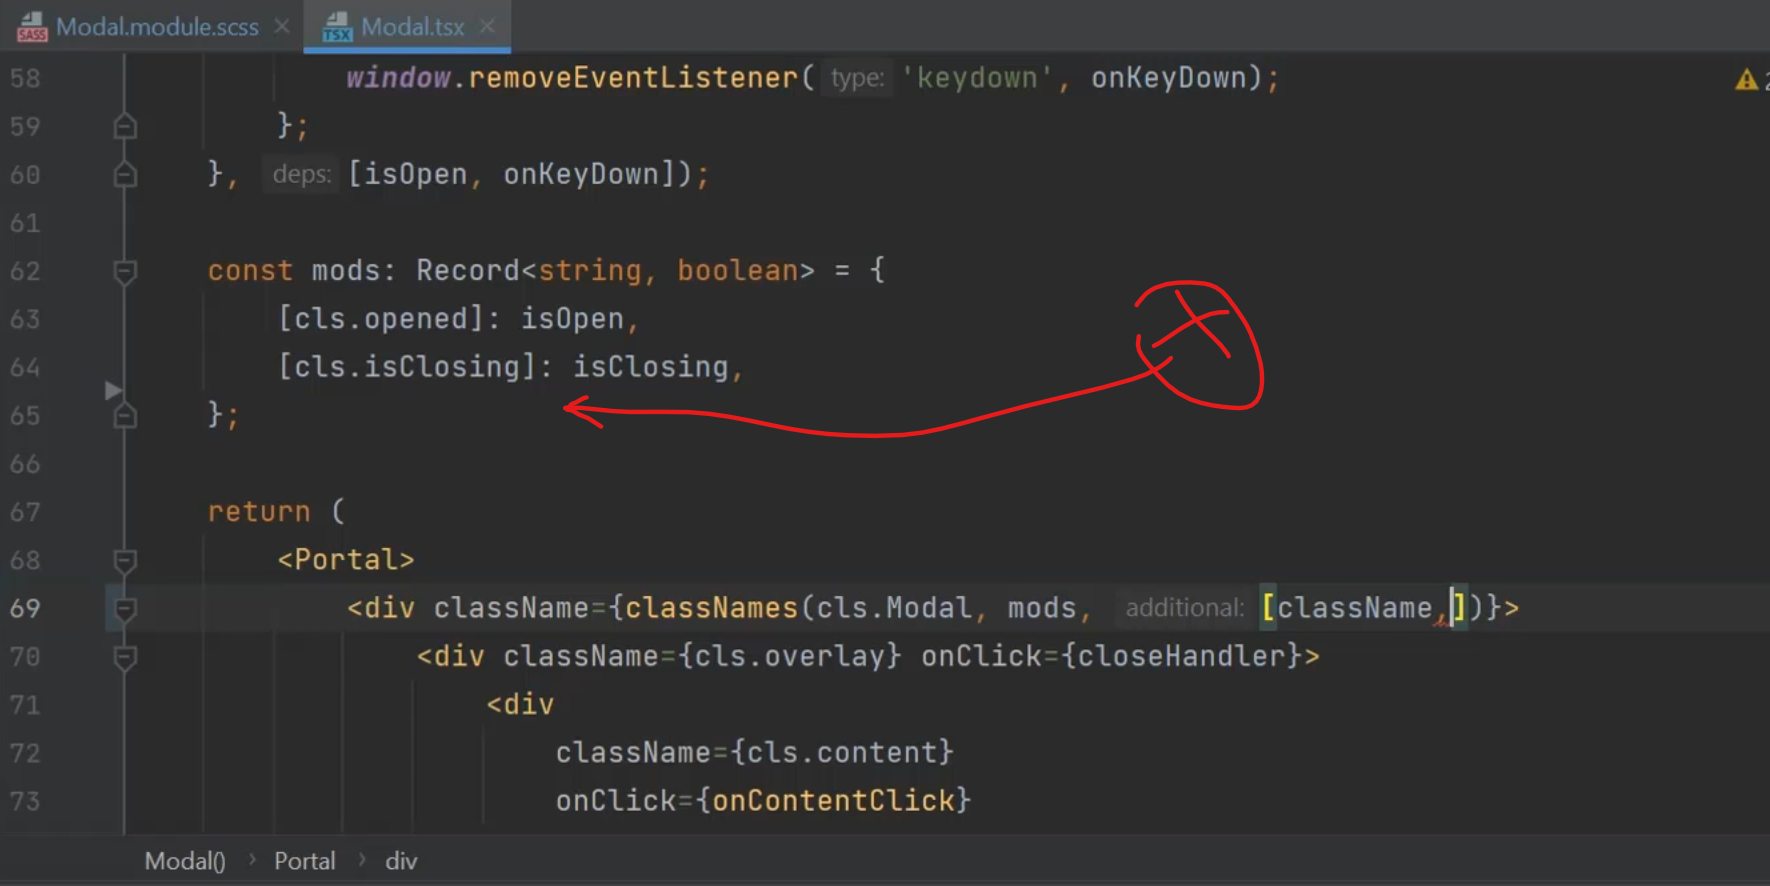 Modal.module.scss Modal.tsx
58 window.removeEventListener( type: 'keydown', onKeyDown); 2
59 };
60 }, deps: [isOpen, onKeyDown]);
61
62 const mods: Record<string, boolean> = {
63 [cls.opened]: isOpen,
64 [cls.isClosing]: isClosing,
65 };
66
67 return (
68 <Portal>
69 <div className={classNames(cls.Modal, mods, additional: [className,])}>
70 <div className={cls.overlay} onClick={closeHandler}>
71 <div
72 className={cls.content}
73 onClick={onContentClick}
Modal() › Portal › div